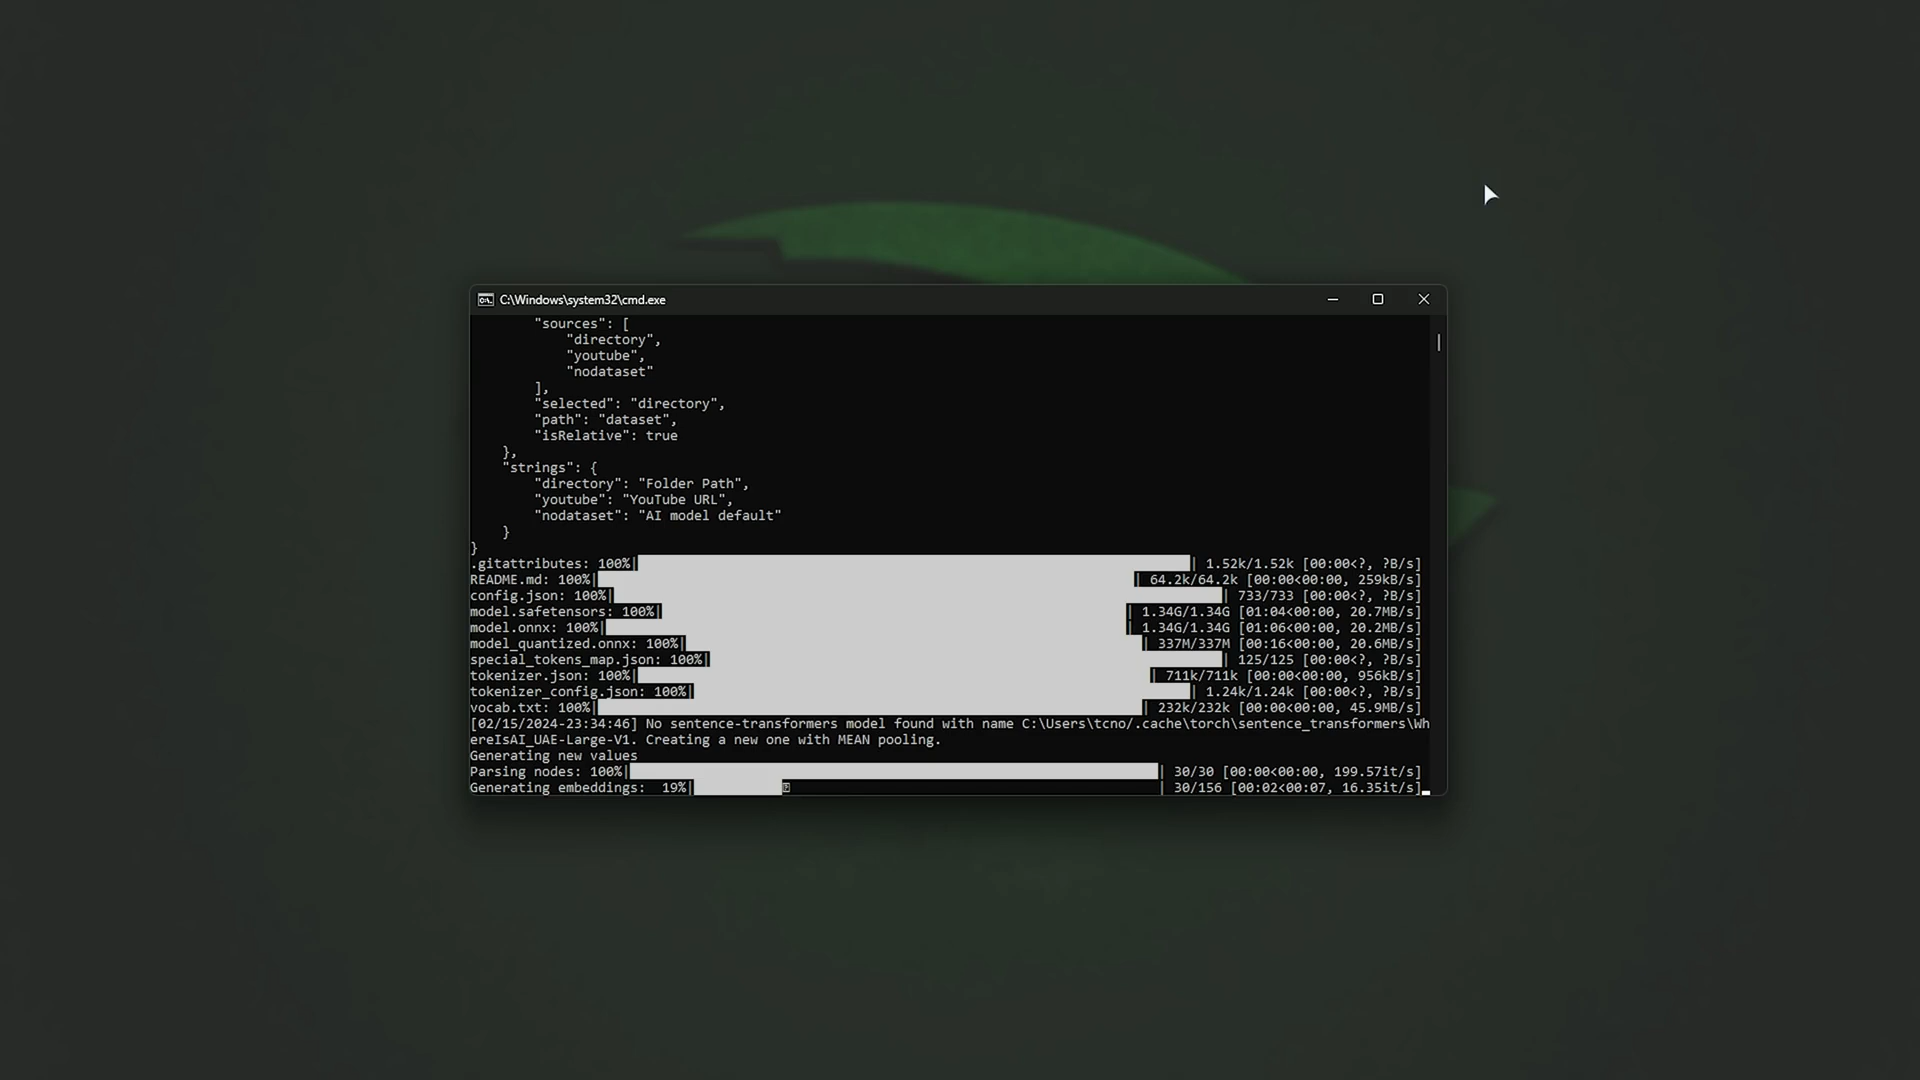 C:\Windows\system32\cmd.exe
"sources": [
"directory",
"youtube",
"nodataset"
],
"selected": "directory",
"path": "dataset",
"isRelative": true
},
"strings": {
"directory": "Folder Path",
"youtube": "YouTube URL",
"nodataset": "AI model default"
}
}
.gitattributes: 100%| | 1.52k/1.52k [00:00<?, ?B/s]
README.md: 100%| | 64.2k/64.2k [00:00<00:00, 259kB/s]
config.json: 100%| | 733/733 [00:00<?, ?B/s]
model.safetensors: 100%| | 1.34G/1.34G [01:04<00:00, 20.7MB/s]
model.onnx: 100%| | 1.34G/1.34G [01:06<00:00, 20.2MB/s]
model_quantized.onnx: 100%| | 337M/337M [00:16<00:00, 20.6MB/s]
special_tokens_map.json: 100%| | 125/125 [00:00<?, ?B/s]
tokenizer.json: 100%| | 711k/711k [00:00<00:00, 956kB/s]
tokenizer_config.json: 100%| | 1.24k/1.24k [00:00<?, ?B/s]
vocab.txt: 100%| | 232k/232k [00:00<00:00, 45.9MB/s]
[02/15/2024-23:34:46] No sentence-transformers model found with name C:\Users\tcno/.cache\torch\sentence_transformers\Wh
ereIsAI_UAE-Large-V1. Creating a new one with MEAN pooling.
Generating new values
Parsing nodes: 100%| | 30/30 [00:00<00:00, 199.57it/s]
Generating embeddings: 19%| | 30/156 [00:02<00:07, 16.35it/s]